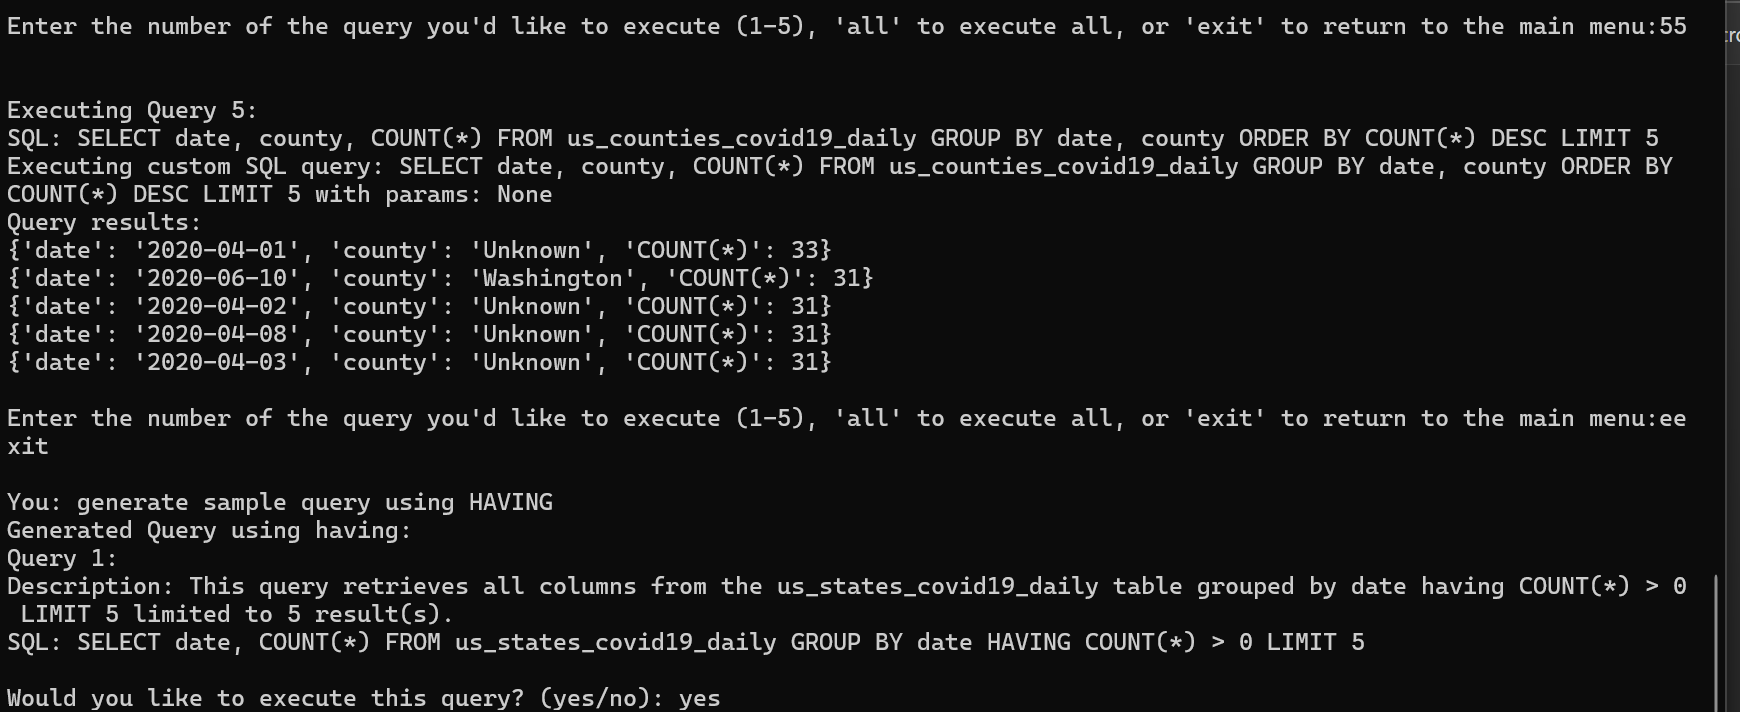 Enter the number of the query you'd like to execute (1-5), 'all' to execute all, or 'exit' to return to the main menu:55
Executing Query 5:
SQL: SELECT date, county, COUNT(*) FROM us_counties_covid19_daily GROUP BY date, county ORDER BY COUNT(*) DESC LIMIT 5
Executing custom SQL query: SELECT date, county, COUNT(*) FROM us_counties_covid19_daily GROUP BY date, county ORDER BY
COUNT(*) DESC LIMIT 5 with params: None
Query results:
{'date': '2020-04-01', 'county': 'Unknown', 'COUNT(*)': 33}
{'date': '2020-06-10', 'county': 'Washington', 'COUNT(*)': 31}
{'date': '2020-04-02', 'county': 'Unknown', 'COUNT(*)': 31}
{'date': '2020-04-08', 'county': 'Unknown', 'COUNT(*)': 31}
{'date': '2020-04-03', 'county': 'Unknown', 'COUNT(*)': 31}
Enter the number of the query you'd like to execute (1-5), 'all' to execute all, or 'exit' to return to the main menu:ee
xit
You: generate sample query using HAVING
Generated Query using having:
Query 1:
Description: This query retrieves all columns from the us_states_covid19_daily table grouped by date having COUNT(*) > 0
LIMIT 5 limited to 5 result(s).
SQL: SELECT date, COUNT(*) FROM us_states_covid19_daily GROUP BY date HAVING COUNT(*) > 0 LIMIT 5
Would you like to execute this query? (yes/no): yes